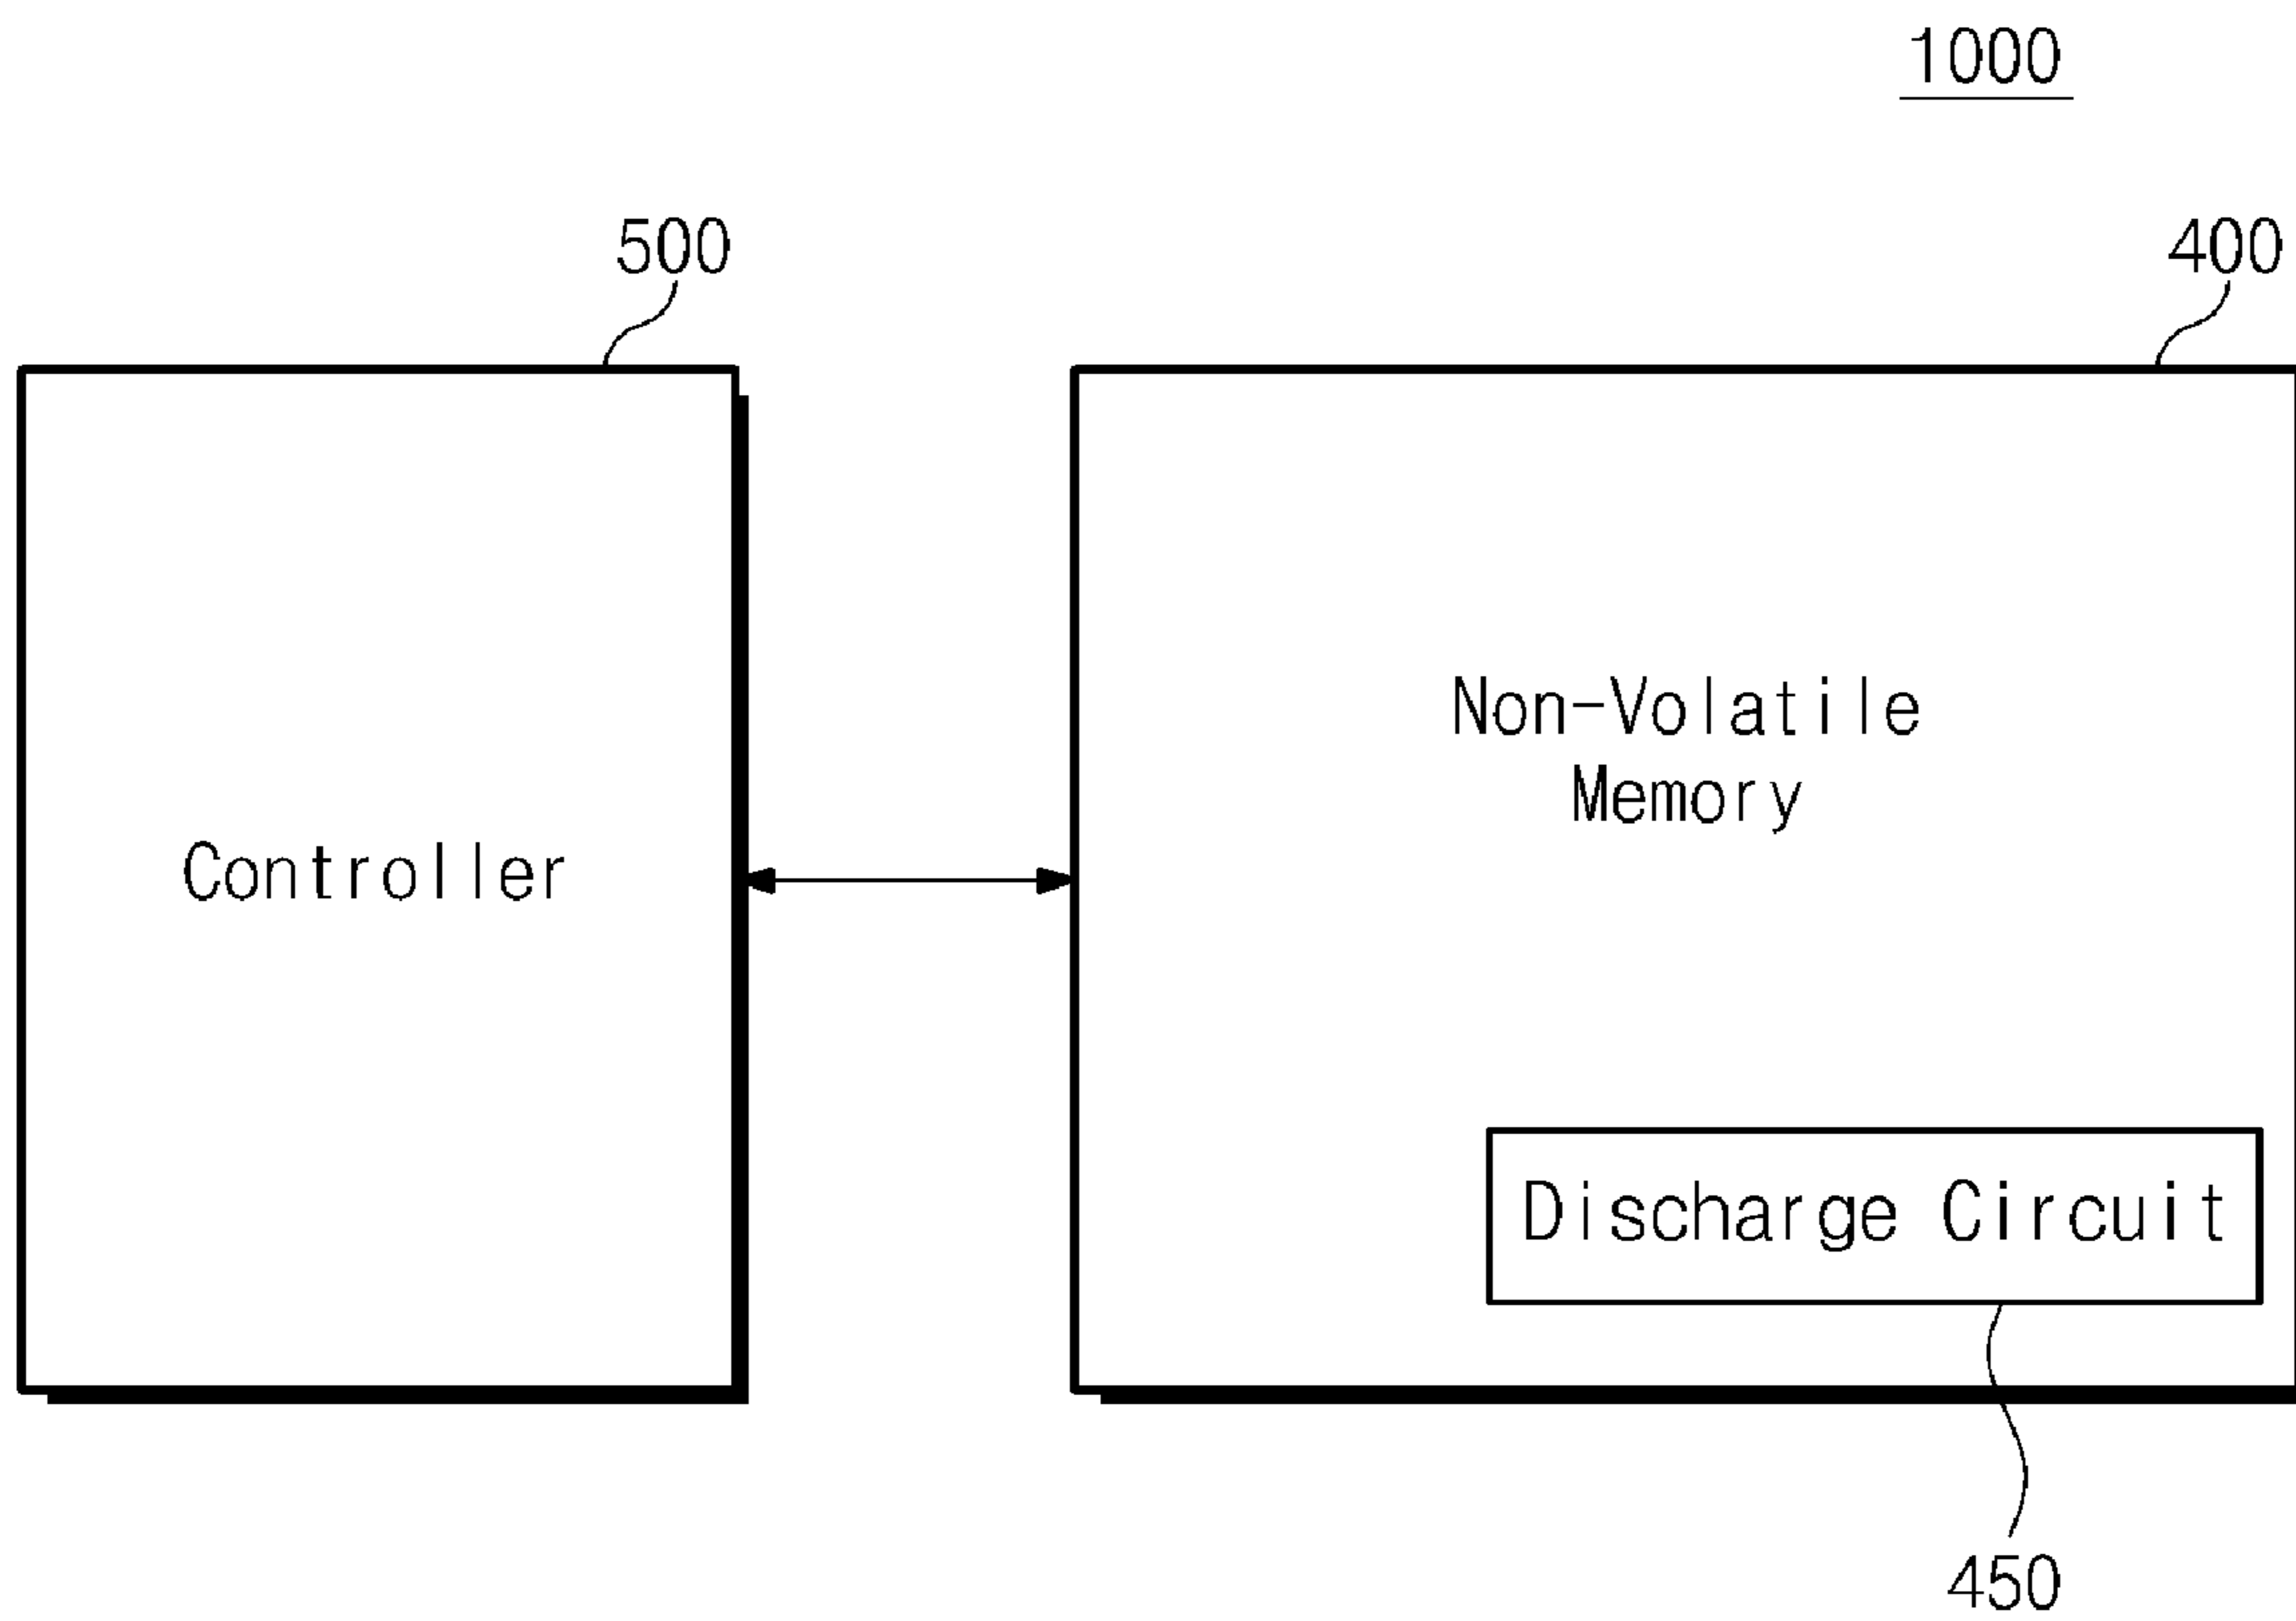 1000
500
400
Non-Volatile
Memory
Controller
Discharge Circuit
450